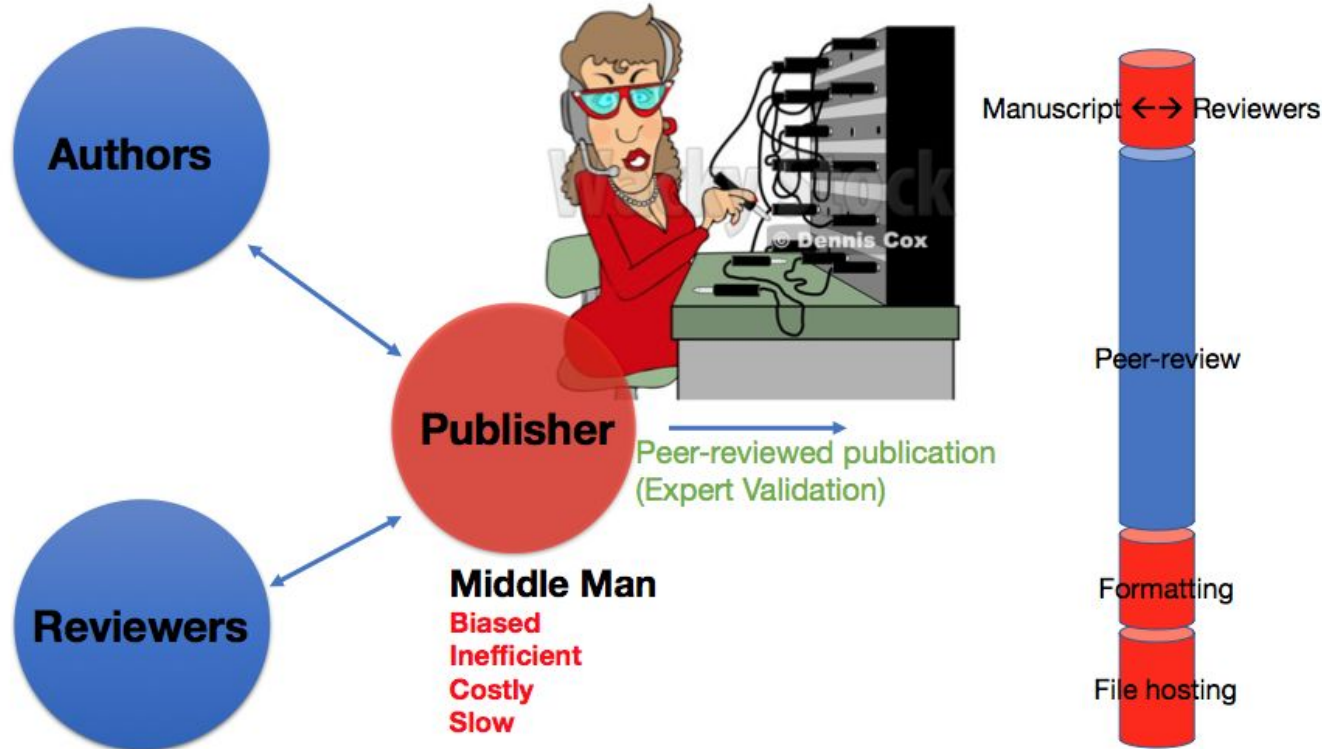 Authors
Reviewers
Publisher
Middle Man
Biased
Inefficient
Costly
Slow
© Dennis Cox
Peer-reviewed publication
(Expert Validation)
Manuscript ←→ Reviewers
Peer-review
Formatting
File hosting